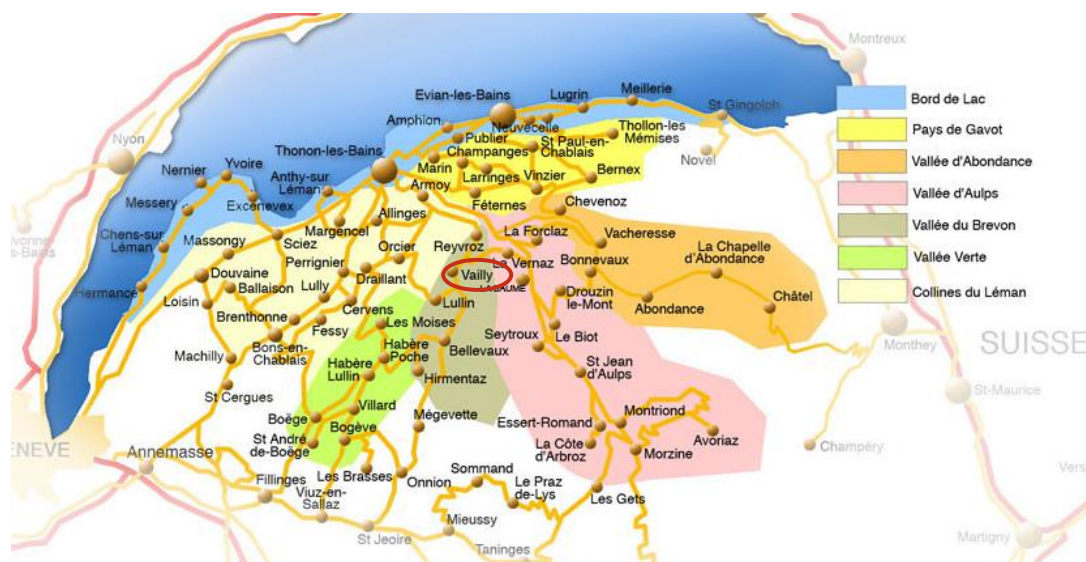 Montreux
Evian-les-Bains
Lugrin
Meillerie
St Gingolph
Bord de Lac
Amphion
Neuvecelle
Publier
St Paul-en-
Chablais
Thollon-les
Mémises
Pays de Gavot
Nyon
Thonon-les-Bains
Champanges
Marin
Novel
Vallée d'Abondance
Yvoire
Nernier
Anthy-sur
Léman
Armoy
Larringes
Vinzier
Bernex
Messery
Excenevex
Féternes
Chevenoz
Vallée d'Aulps
Allinges
Margencel
Chens-sur
Léman
Massongy
Sciez
Orcier
Reyvroz
La Forclaz
Vacheresse
Vallée du Brevon
La Chapelle
d'Abondance
Le Vernaz
Bonnevaux
Vallée Verte
Douvaine
Perrignier
Draillant
Vailly
LA BAUME
Hermance
Ballaison
Loisin
Lully
Lullin
Drouzin
le-Mont
Abondance
Châtel
Collines du Léman
Brenthonne
Cervens
Fessy
Les Moises
Seytroux
Le Biot
Machilly
Bons-en-
Chablais
Habère
Poche
Bellevaux
SUISSE
Monthey
Habère
Lullin
Hirmentaz
St Jean
d'Aulps
St-Maurice
St Cergues
Villard
Boëge
Bogève
Mégevette
Essert-Romand
Montriond
ENEVE
St André
de-Boëge
La Côte
d'Arbroz
Avoriaz
Champéry
Annemasse
Morzine
Fillinges
Les Brasses
Onnion
Sommand
Le Praz
de-Lys
Les Gets
Viuz-en-
Sallaz
St Jeoire
Mieussy
Taninges
Martigny